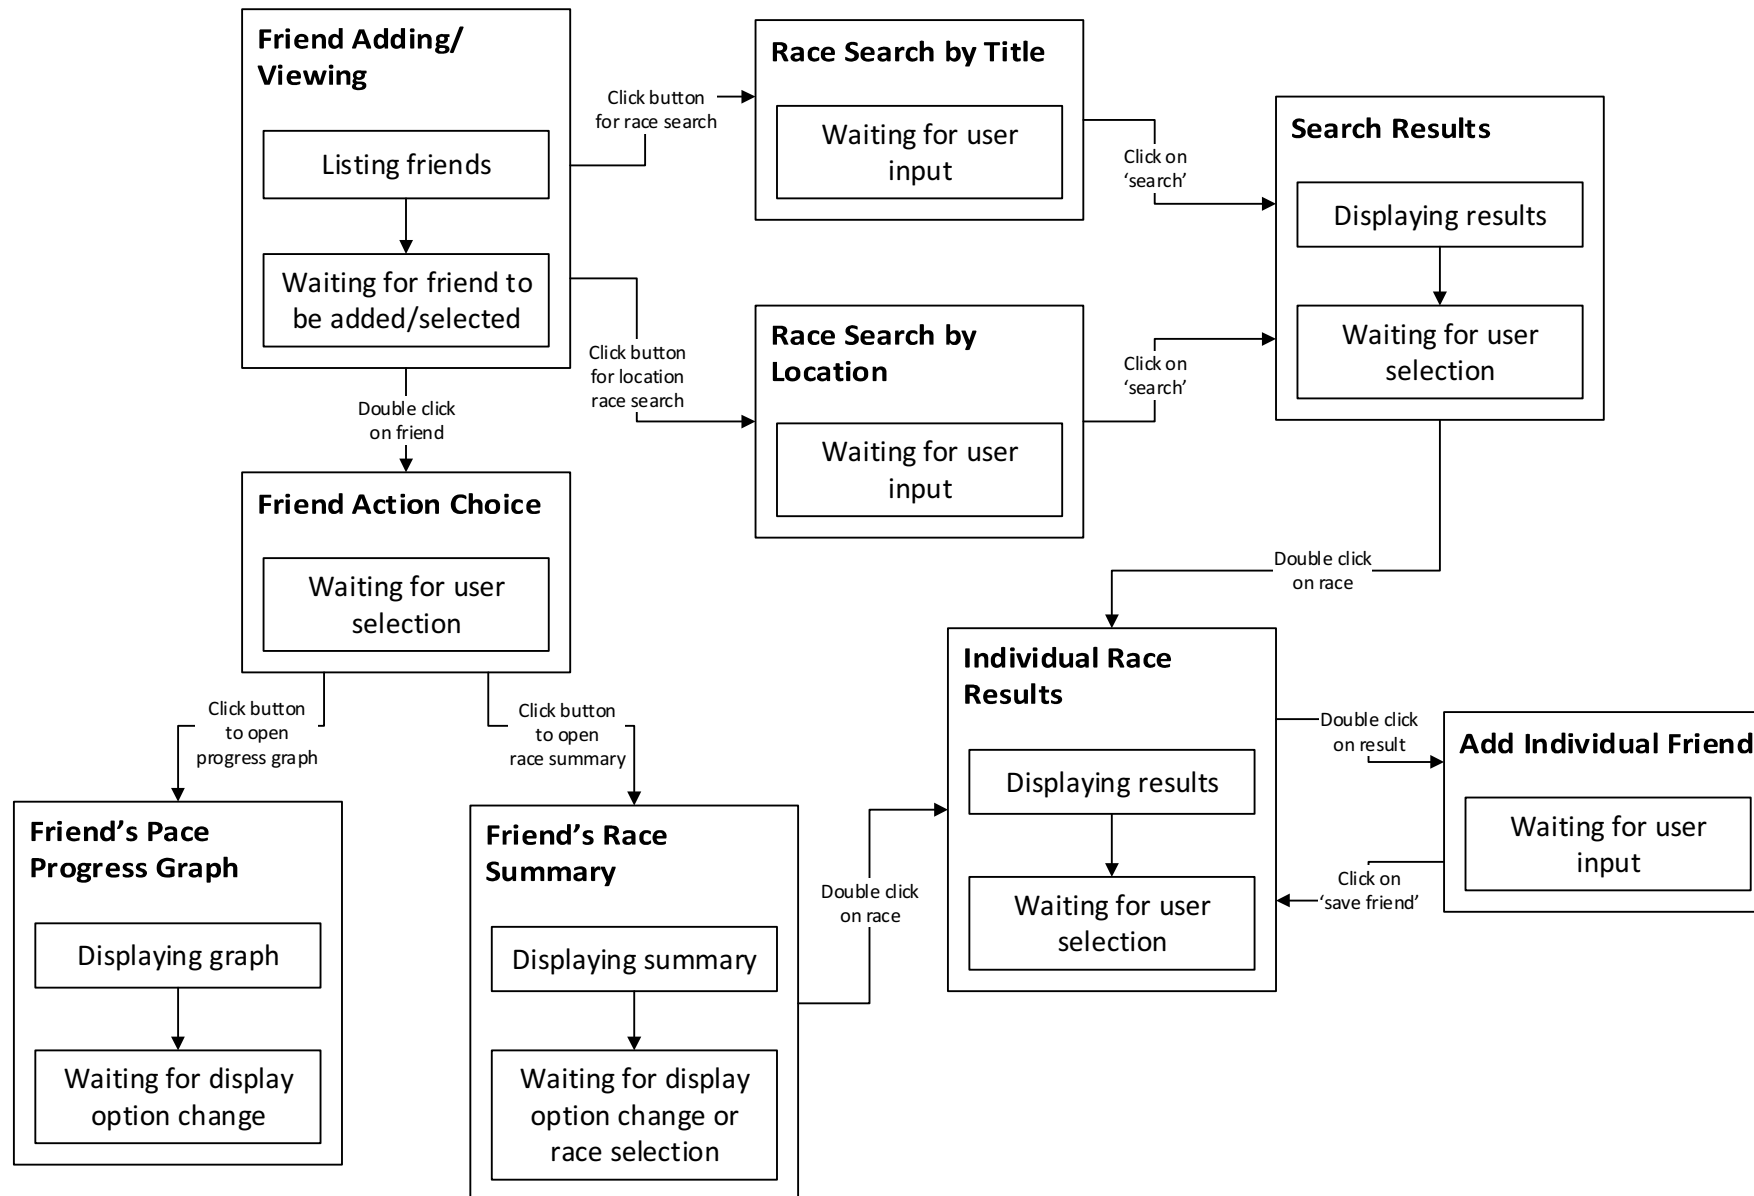 Friend Adding/
Viewing
Listing friends
Waiting for friend to
be added/selected
Click button
for race search
Race Search by Title
Waiting for user
input
Click on
‘search’
Search Results
Displaying results
Waiting for user
selection
Click button
for location
race search
Race Search by
Location
Waiting for user
input
Click on
‘search’
Double click
on friend
Friend Action Choice
Waiting for user
selection
Double click
on race
Click button
to open
progress graph
Click button
to open
race summary
Individual Race
Results
Displaying results
Waiting for user
selection
Double click
on result
Add Individual Friend
Waiting for user
input
Click on
‘save friend’
Friend’s Pace
Progress Graph
Displaying graph
Waiting for display
option change
Friend’s Race
Summary
Displaying summary
Waiting for display
option change or
race selection
Double click
on race